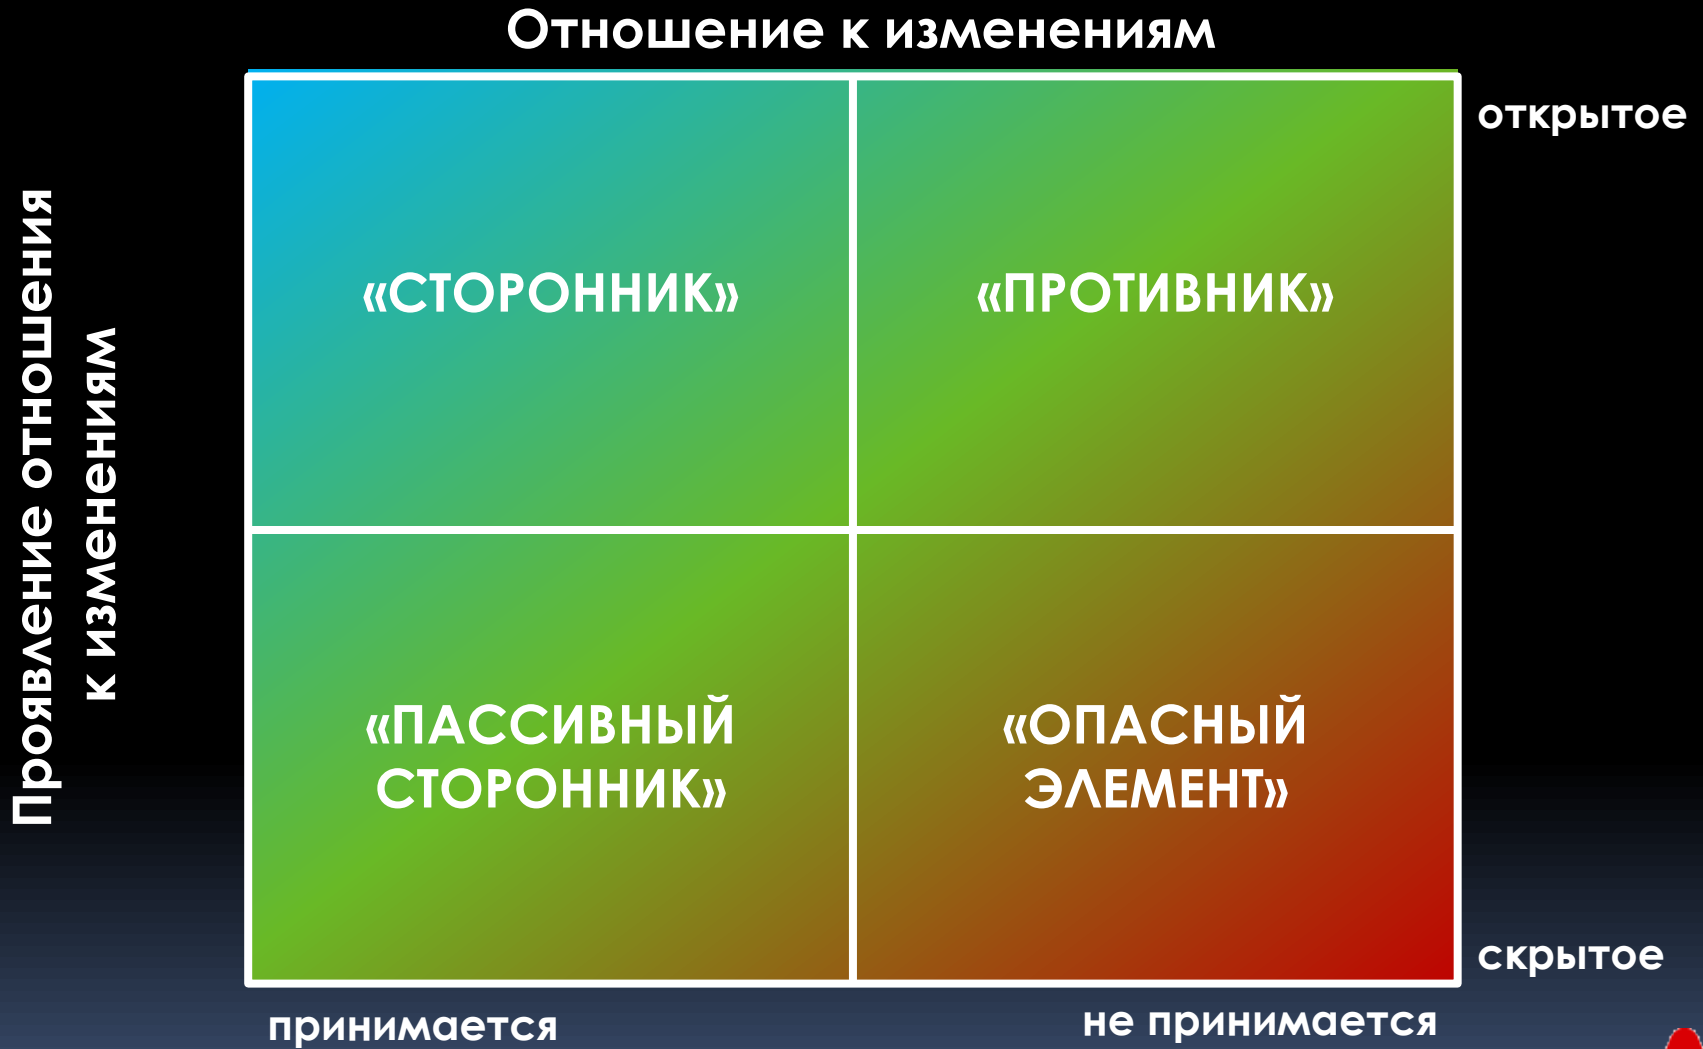 Отношение к изменениям
открытое
Проявление отношения
к изменениям
«СТОРОННИК»
«ПРОТИВНИК»
«ПАССИВНЫЙ
СТОРОННИК»
«ОПАСНЫЙ
ЭЛЕМЕНТ»
скрытое
принимается
не принимается